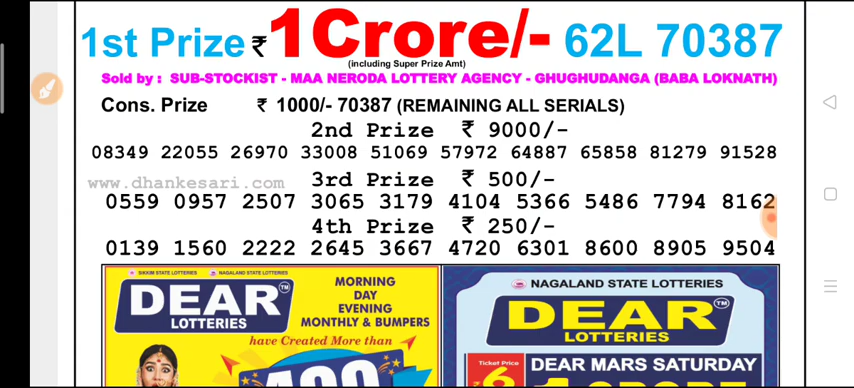 1st Prize ₹ 1Crore/- 62L 70387
(including Super Prize Amt)
Sold by : SUB-STOCKIST - MAA NERODA LOTTERY AGENCY - GHUGHUDANGA (BABA LOKNATH)
Cons. Prize ₹ 1000/- 70387 (REMAINING ALL SERIALS)
2nd Prize ₹ 9000/-
08349 22055 26970 33008 51069 57972 64887 65858 81279 91528
www.dhankesari.com
3rd Prize ₹ 500/-
0559 0957 2507 3065 3179 4104 5366 5486 7794 8162
4th Prize ₹ 250/-
0139 1560 2222 2645 3667 4720 6301 8600 8905 9504
SIKKIM STATE LOTTERIES NAGALAND STATE LOTTERIES
DEAR TM
LOTTERIES
MORNING
DAY
EVENING
MONTHLY & BUMPERS
have Created More than
NAGALAND STATE LOTTERIES
DEAR TM
LOTTERIES
Ticket Price
₹6
DEAR MARS SATURDAY